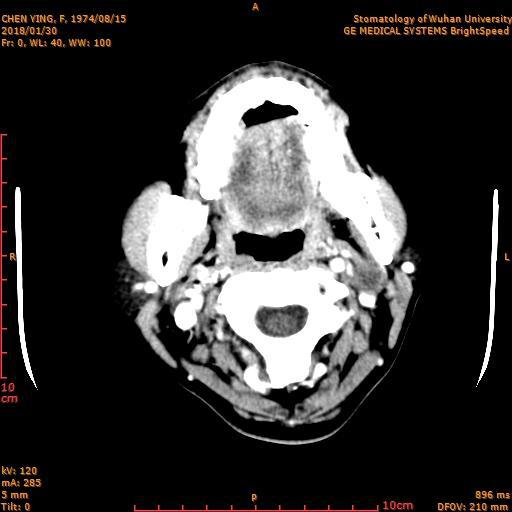 A
CHEN YING, F, 1974/08/15
2018/01/30
Fr: 0, WL: 40, WW: 100
Stomatology of Wuhan University
GE MEDICAL SYSTEMS BrightSpeed
R
L
10
cm
kV: 120
mA: 285
5 mm
Tilt: 0
P
10cm
896 ms
DFOV: 210 mm